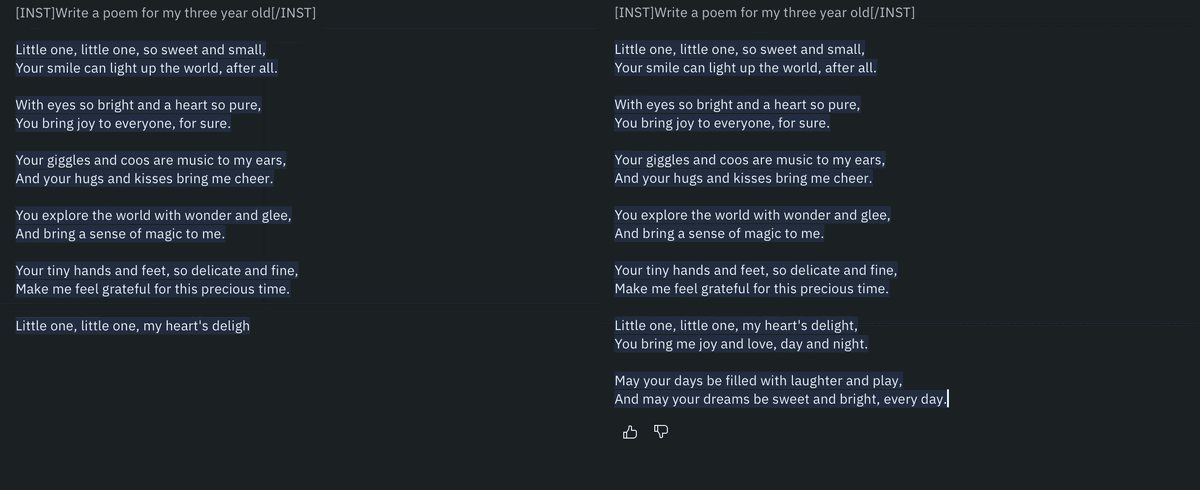 [INST]Write a poem for my three year old[/INST]
Little one, little one, so sweet and small,
Your smile can light up the world, after all.
With eyes so bright and a heart so pure,
You bring joy to everyone, for sure.
Your giggles and coos are music to my ears,
And your hugs and kisses bring me cheer.
You explore the world with wonder and glee,
And bring a sense of magic to me.
Your tiny hands and feet, so delicate and fine,
Make me feel grateful for this precious time.
Little one, little one, my heart's deligh
[INST]Write a poem for my three year old[/INST]
Little one, little one, so sweet and small,
Your smile can light up the world, after all.
With eyes so bright and a heart so pure,
You bring joy to everyone, for sure.
Your giggles and coos are music to my ears,
And your hugs and kisses bring me cheer.
You explore the world with wonder and glee,
And bring a sense of magic to me.
Your tiny hands and feet, so delicate and fine,
Make me feel grateful for this precious time.
Little one, little one, my heart's delight,
You bring me joy and love, day and night.
May your days be filled with laughter and play,
And may your dreams be sweet and bright, every day.